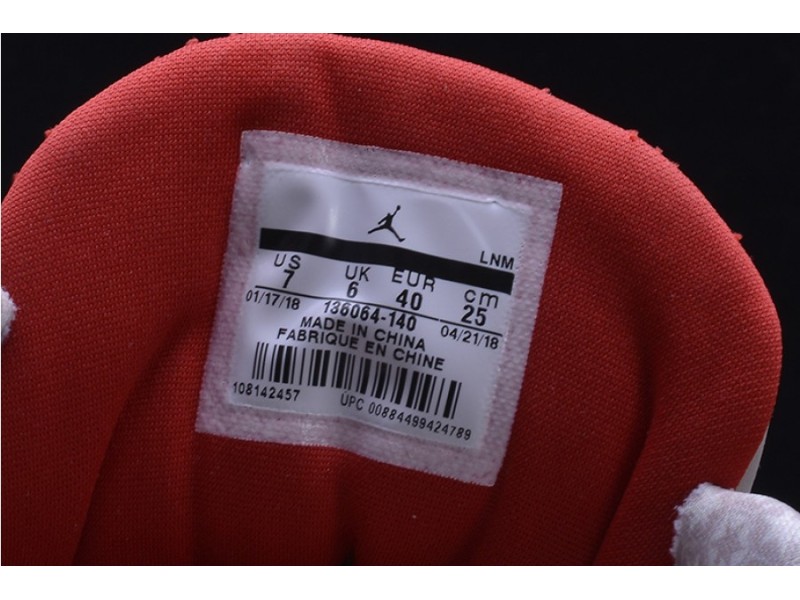 LNM
US UK EUR cm
7 6 40 25
01/17/18 136064-140 04/21/18
MADE IN CHINA
FABRIQUE EN CHINE
108142457 UPC 00884499424789